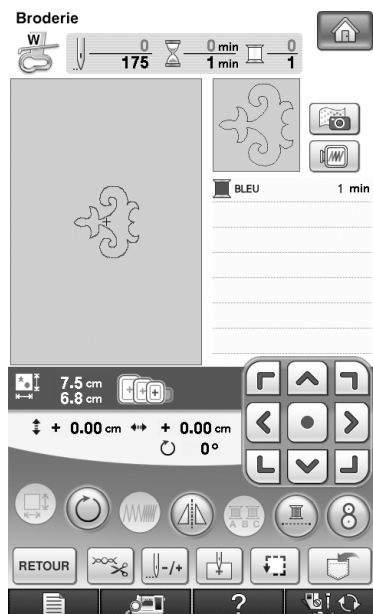 Broderie
W
0 0 min 0
175 1 min 1
BLEU 1 min
7.5 cm
6.8 cm
+ 0.00 cm + 0.00 cm
0°
A B C
8
RETOUR -/+
?